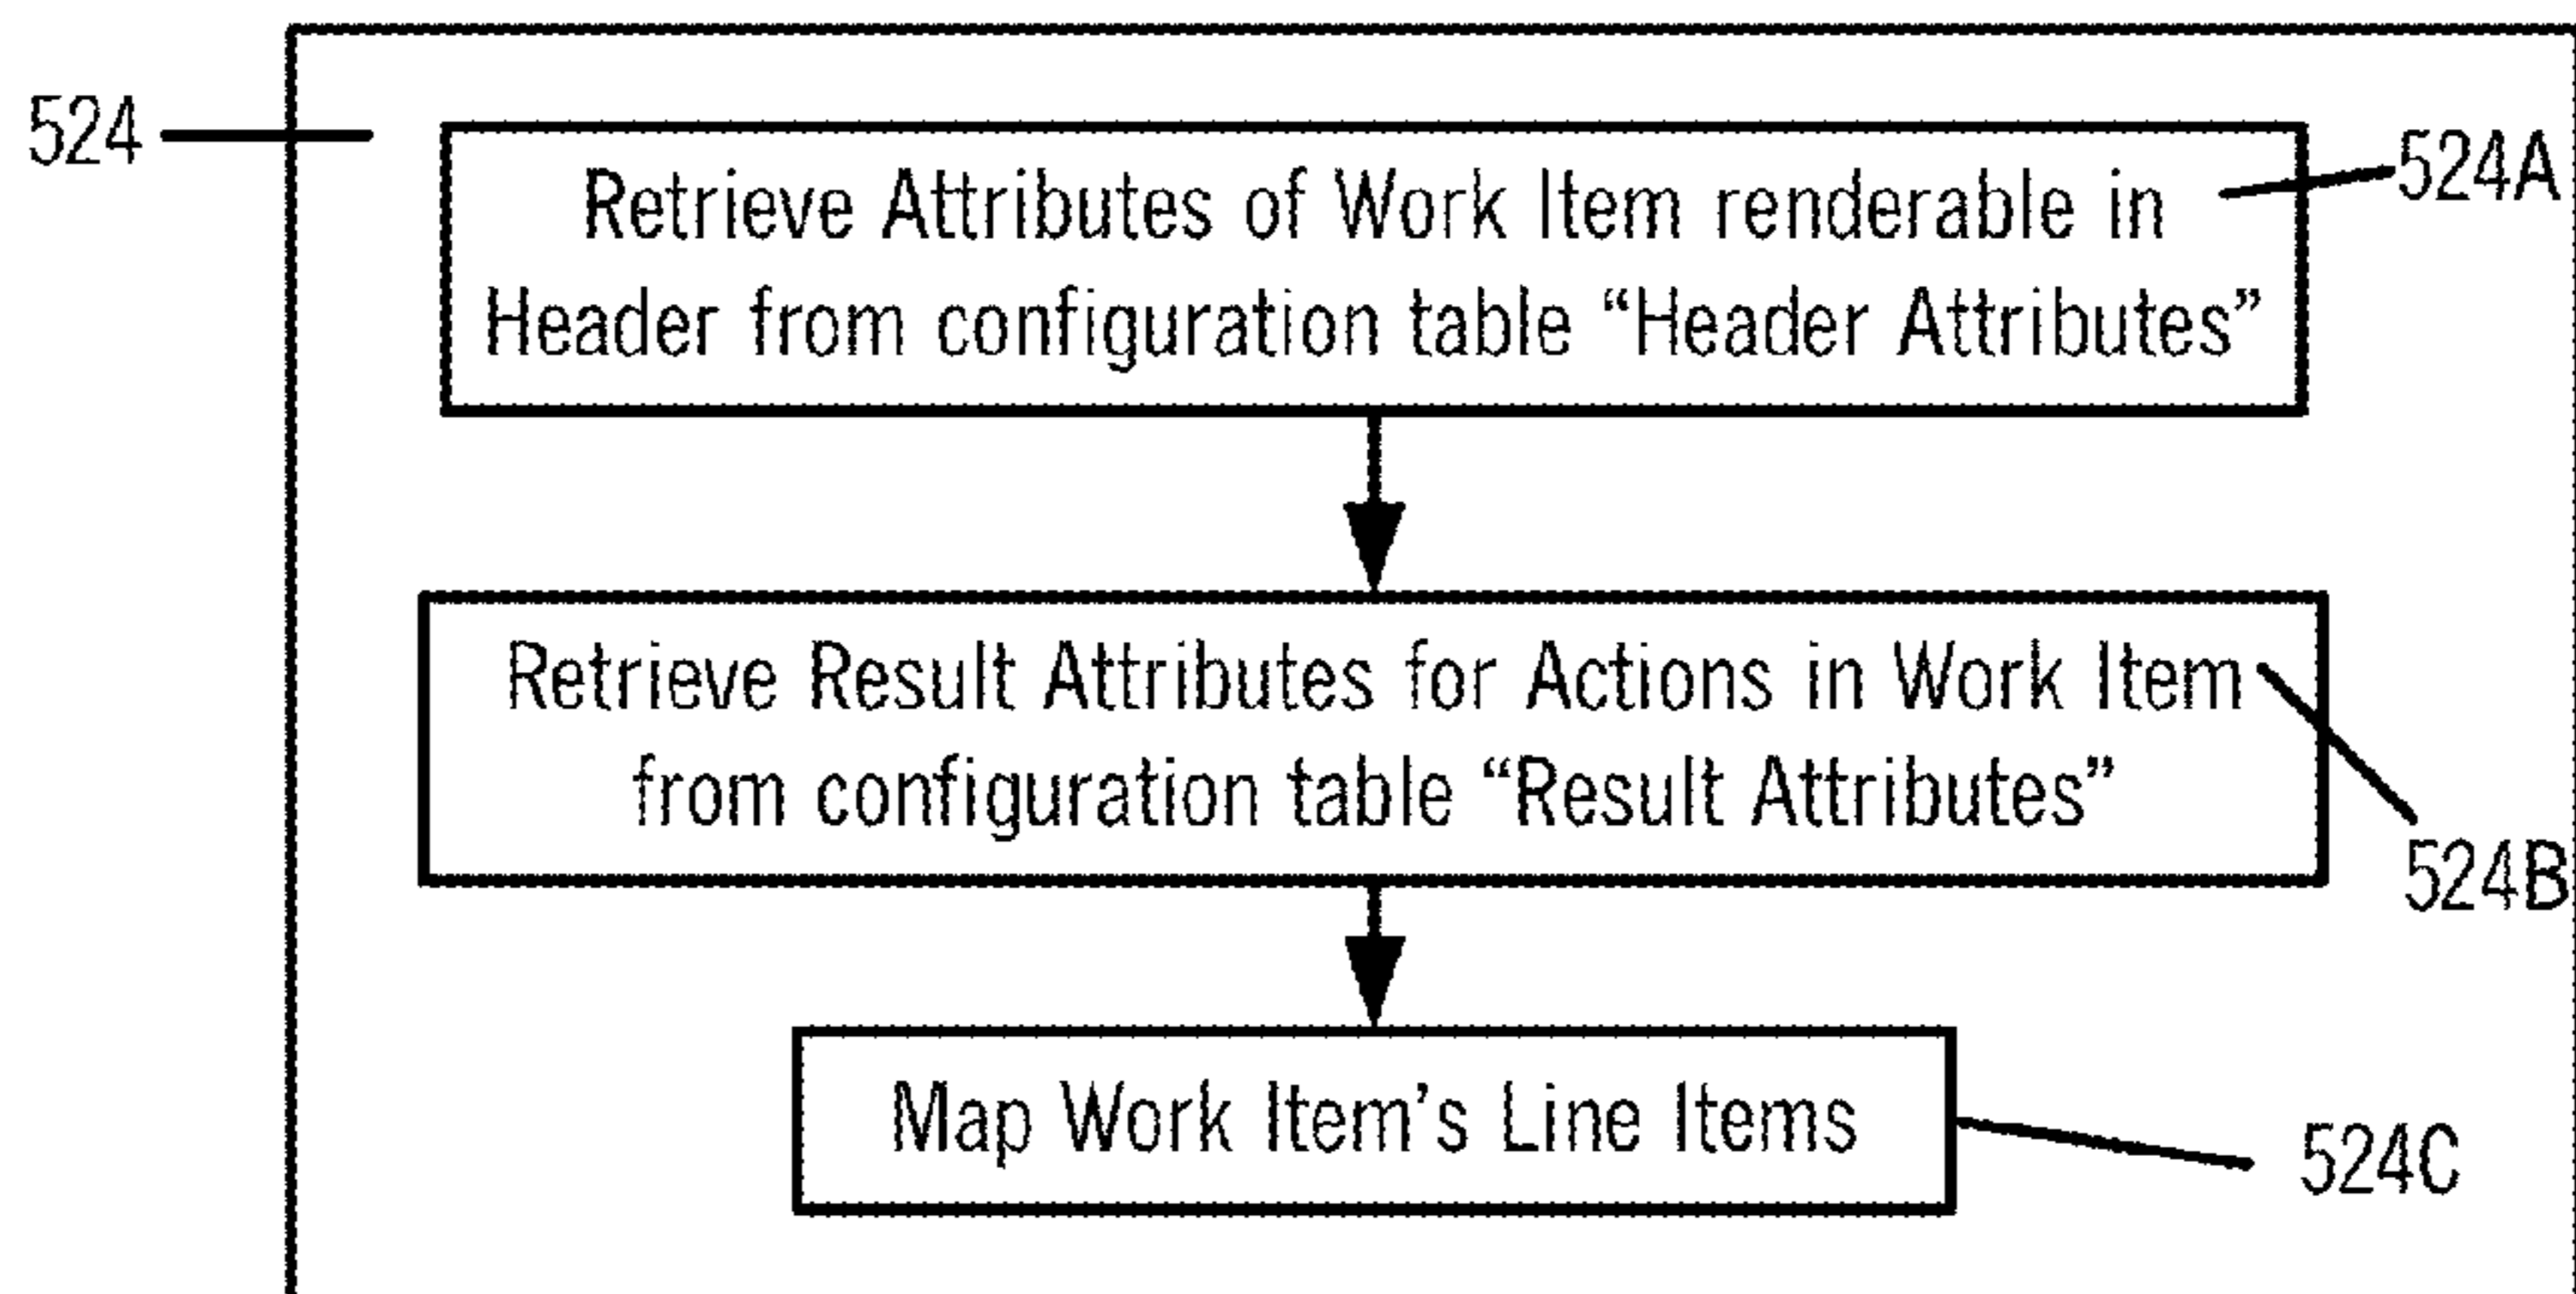 524
Retrieve Attributes of Work Item renderable in
524A
Header from configuration table “Header Attributes”
Retrieve Result Attributes for Actions in Work Item
from configuration table “Result Attributes”
524B
Map Work Item’s Line Items
524C